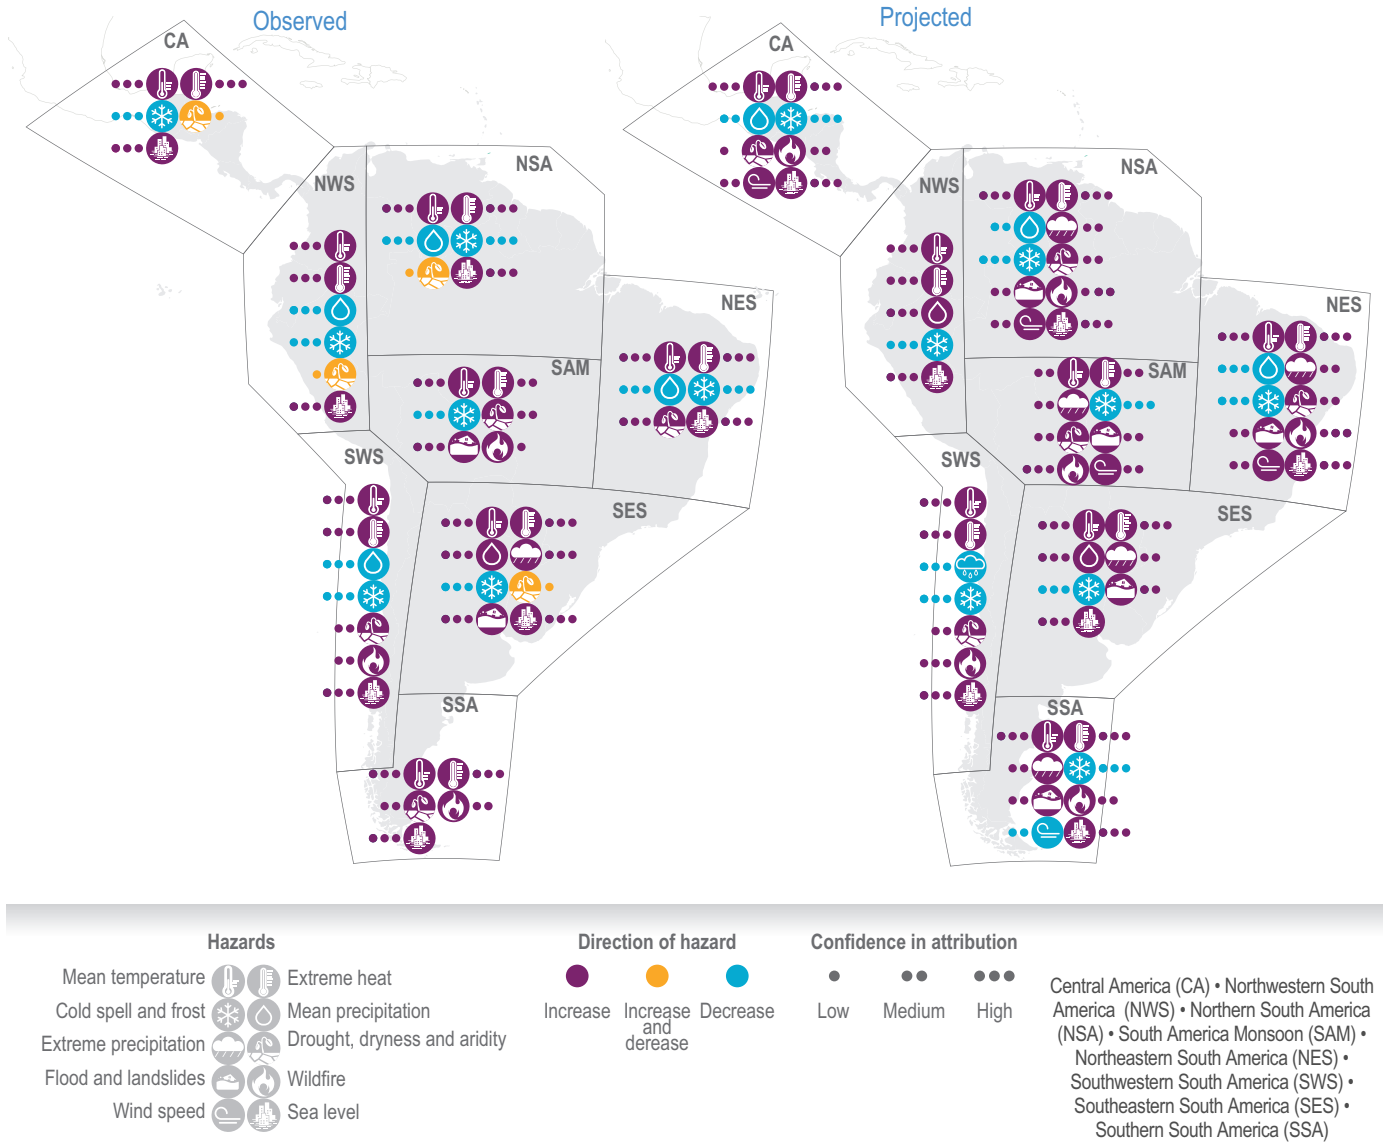 Observed
Projected
CA
NWS
NSA
NES
SAM
SWS
SES
SSA
CA
NWS
NSA
NES
SAM
SWS
SES
SSA
Hazards
Mean temperature
Extreme heat
Cold spell and frost
Mean precipitation
Extreme precipitation
Drought, dryness and aridity
Flood and landslides
Wildfire
Wind speed
Sea level
Direction of hazard
Increase
Increase
and
derease
Decrease
Confidence in attribution
Low
Medium
High
Central America (CA) • Northwestern South
America (NWS) • Northern South America
(NSA) • South America Monsoon (SAM) •
Northeastern South America (NES) •
Southwestern South America (SWS) •
Southeastern South America (SES) •
Southern South America (SSA)